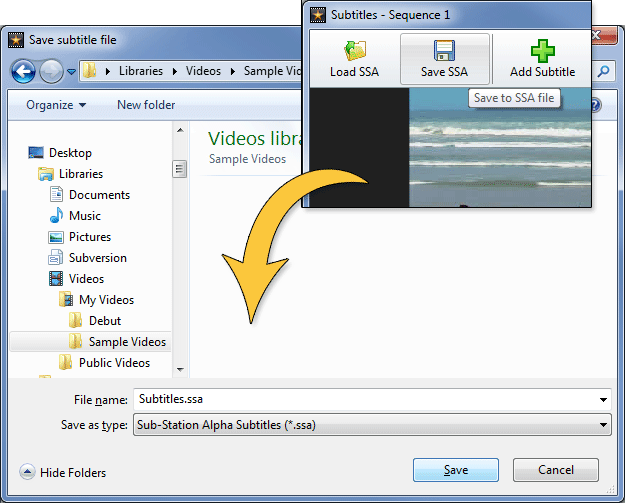 Subtitles - Sequence 1
Load SSA
Save SSA
Add Subtitle
Save to SSA file
Save subtitle file
Libraries
Videos
Sample Vid
Organize
New folder
Videos libra
Sample Videos
Desktop
Libraries
Documents
Music
Pictures
Subversion
Videos
My Videos
Debut
Sample Videos
Public Videos
File name: Subtitles.ssa
Save as type: Sub-Station Alpha Subtitles (*.ssa)
Hide Folders
Save
Cancel